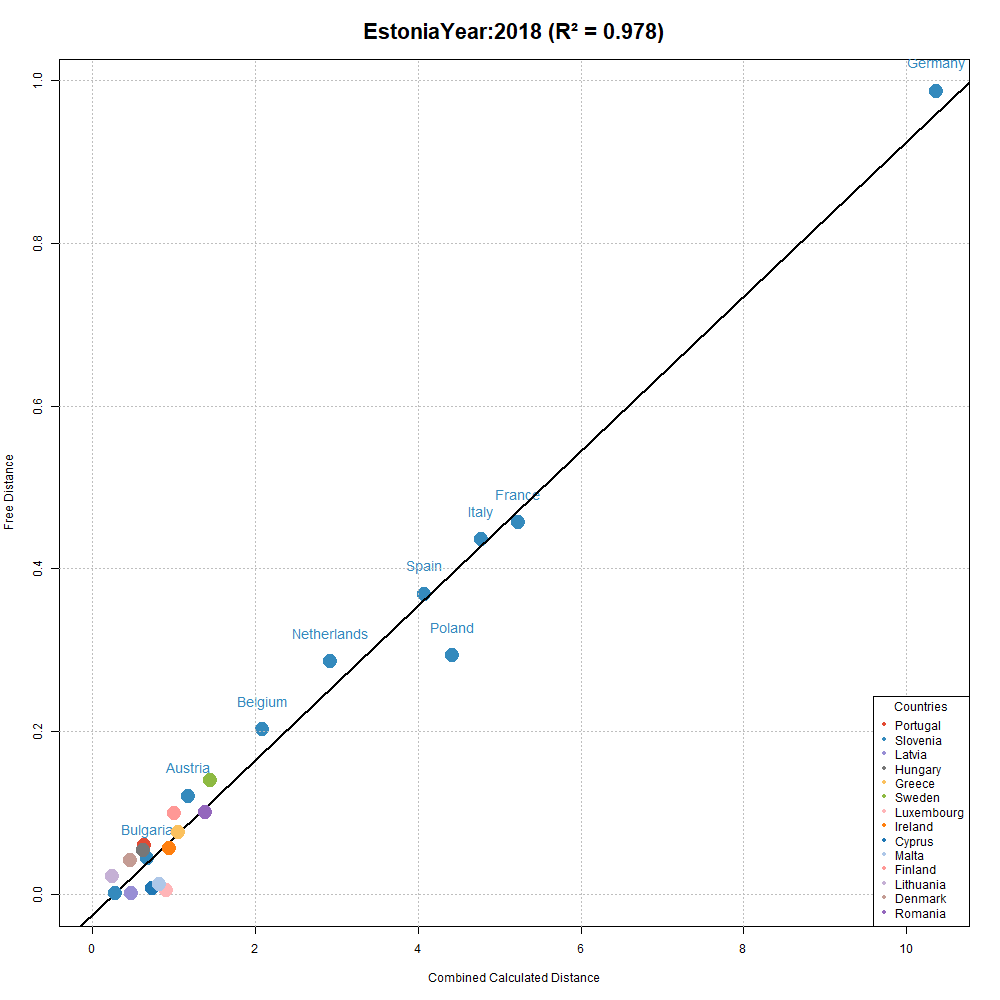 EstoniaYear:2018 (R² = 0.978)
Germany
France
Italy
Spain
Poland
Netherlands
Belgium
Austria
Bulgaria
Free Distance
0.0
0.2
0.4
0.6
0.8
1.0
0
2
4
6
8
10
Combined Calculated Distance
Countries
Portugal
Slovenia
Latvia
Hungary
Greece
Sweden
Luxembourg
Ireland
Cyprus
Malta
Finland
Lithuania
Denmark
Romania